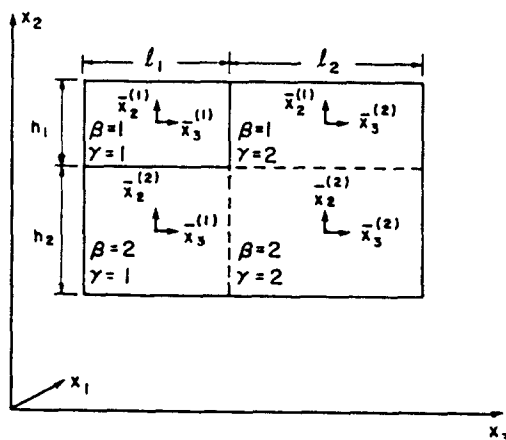 x₂
ℓ₁ ℓ₂
h₁
x̄₂⁽¹⁾ x̄₃⁽¹⁾
β=1
γ=1
x̄₂⁽¹⁾ x̄₃⁽²⁾
β=1
γ=2
h₂
x̄₂⁽²⁾ x̄₃⁽¹⁾
β=2
γ=1
x̄₂⁽²⁾ x̄₃⁽²⁾
β=2
γ=2
x₁
x₃